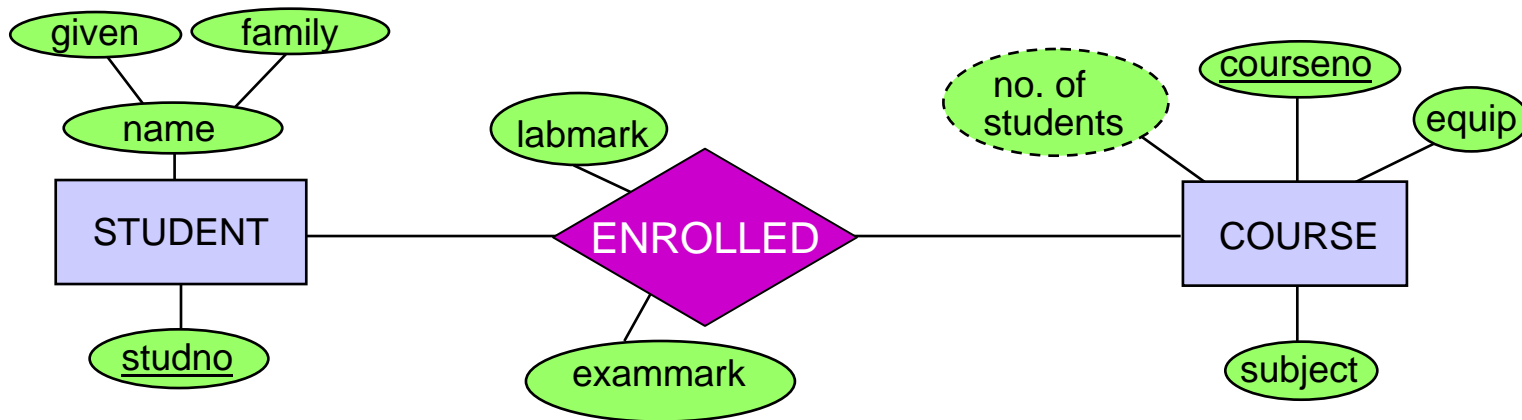 given
family
name
STUDENT
studno
labmark
ENROLLED
exammark
no. of
students
courseno
equip
COURSE
subject